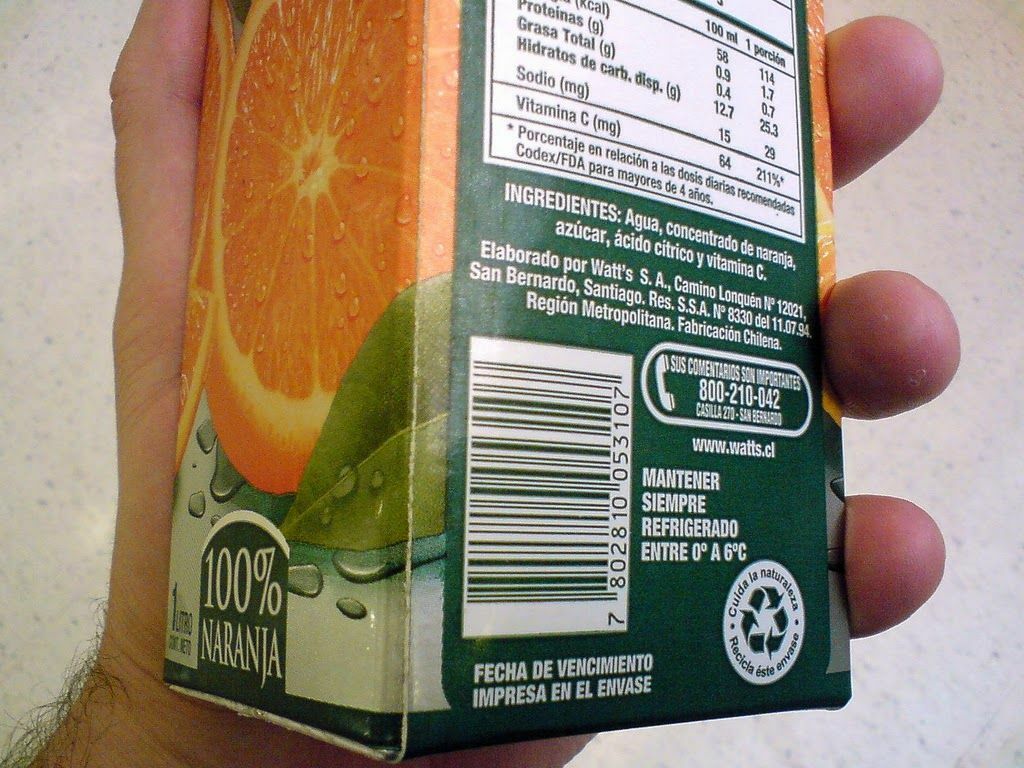 (kcal)
100 ml 1 porción
58 114
Proteinas (g) 0.9 1.7
Grasa Total (g) 0.4 0.7
Hidratos de carb. disp. (g) 12.7 25.3
Sodio (mg) 15 29
Vitamina C (mg) 64 211%*
* Porcentaje en relación a las dosis diarias recomendadas
Codex/FDA para mayores de 4 años.
INGREDIENTES: Agua, concentrado de naranja,
azúcar, ácido cítrico y vitamina C.
Elaborado por Watt's S. A., Camino Lonquén Nº 12021,
San Bernardo, Santiago. Res. S.S.A. Nº 8330 del 11.07.94.
Región Metropolitana. Fabricación Chilena.
SUS COMENTARIOS SON IMPORTANTES
800-210-042
CASILLA 270 - SAN BERNARDO
www.watts.cl
MANTENER
SIEMPRE
REFRIGERADO
ENTRE 0º A 6ºC
7 802810 053107
Cuida la naturaleza
Recicla éste envase
FECHA DE VENCIMIENTO
IMPRESA EN EL ENVASE
100%
NARANJA
1 LITRO
CONT. NETO